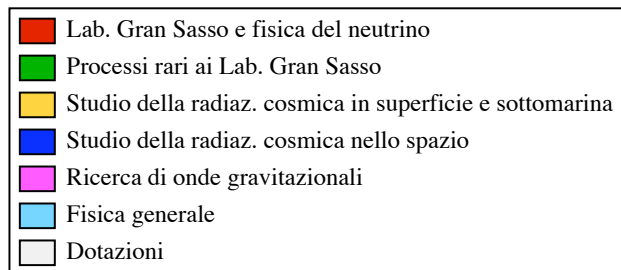 Lab. Gran Sasso e fisica del neutrino
Processi rari ai Lab. Gran Sasso
Studio della radiaz. cosmica in superficie e sottomarina
Studio della radiaz. cosmica nello spazio
Ricerca di onde gravitazionali
Fisica generale
Dotazioni